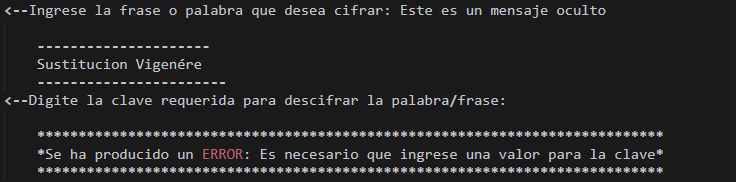 <--Ingrese la frase o palabra que desea cifrar: Este es un mensaje oculto
---------------------
Sustitucion Vigenére
-----------------------
<--Digite la clave requerida para descifrar la palabra/frase:
****************************************************************************
*Se ha producido un ERROR: Es necesario que ingrese una valor para la clave*
****************************************************************************